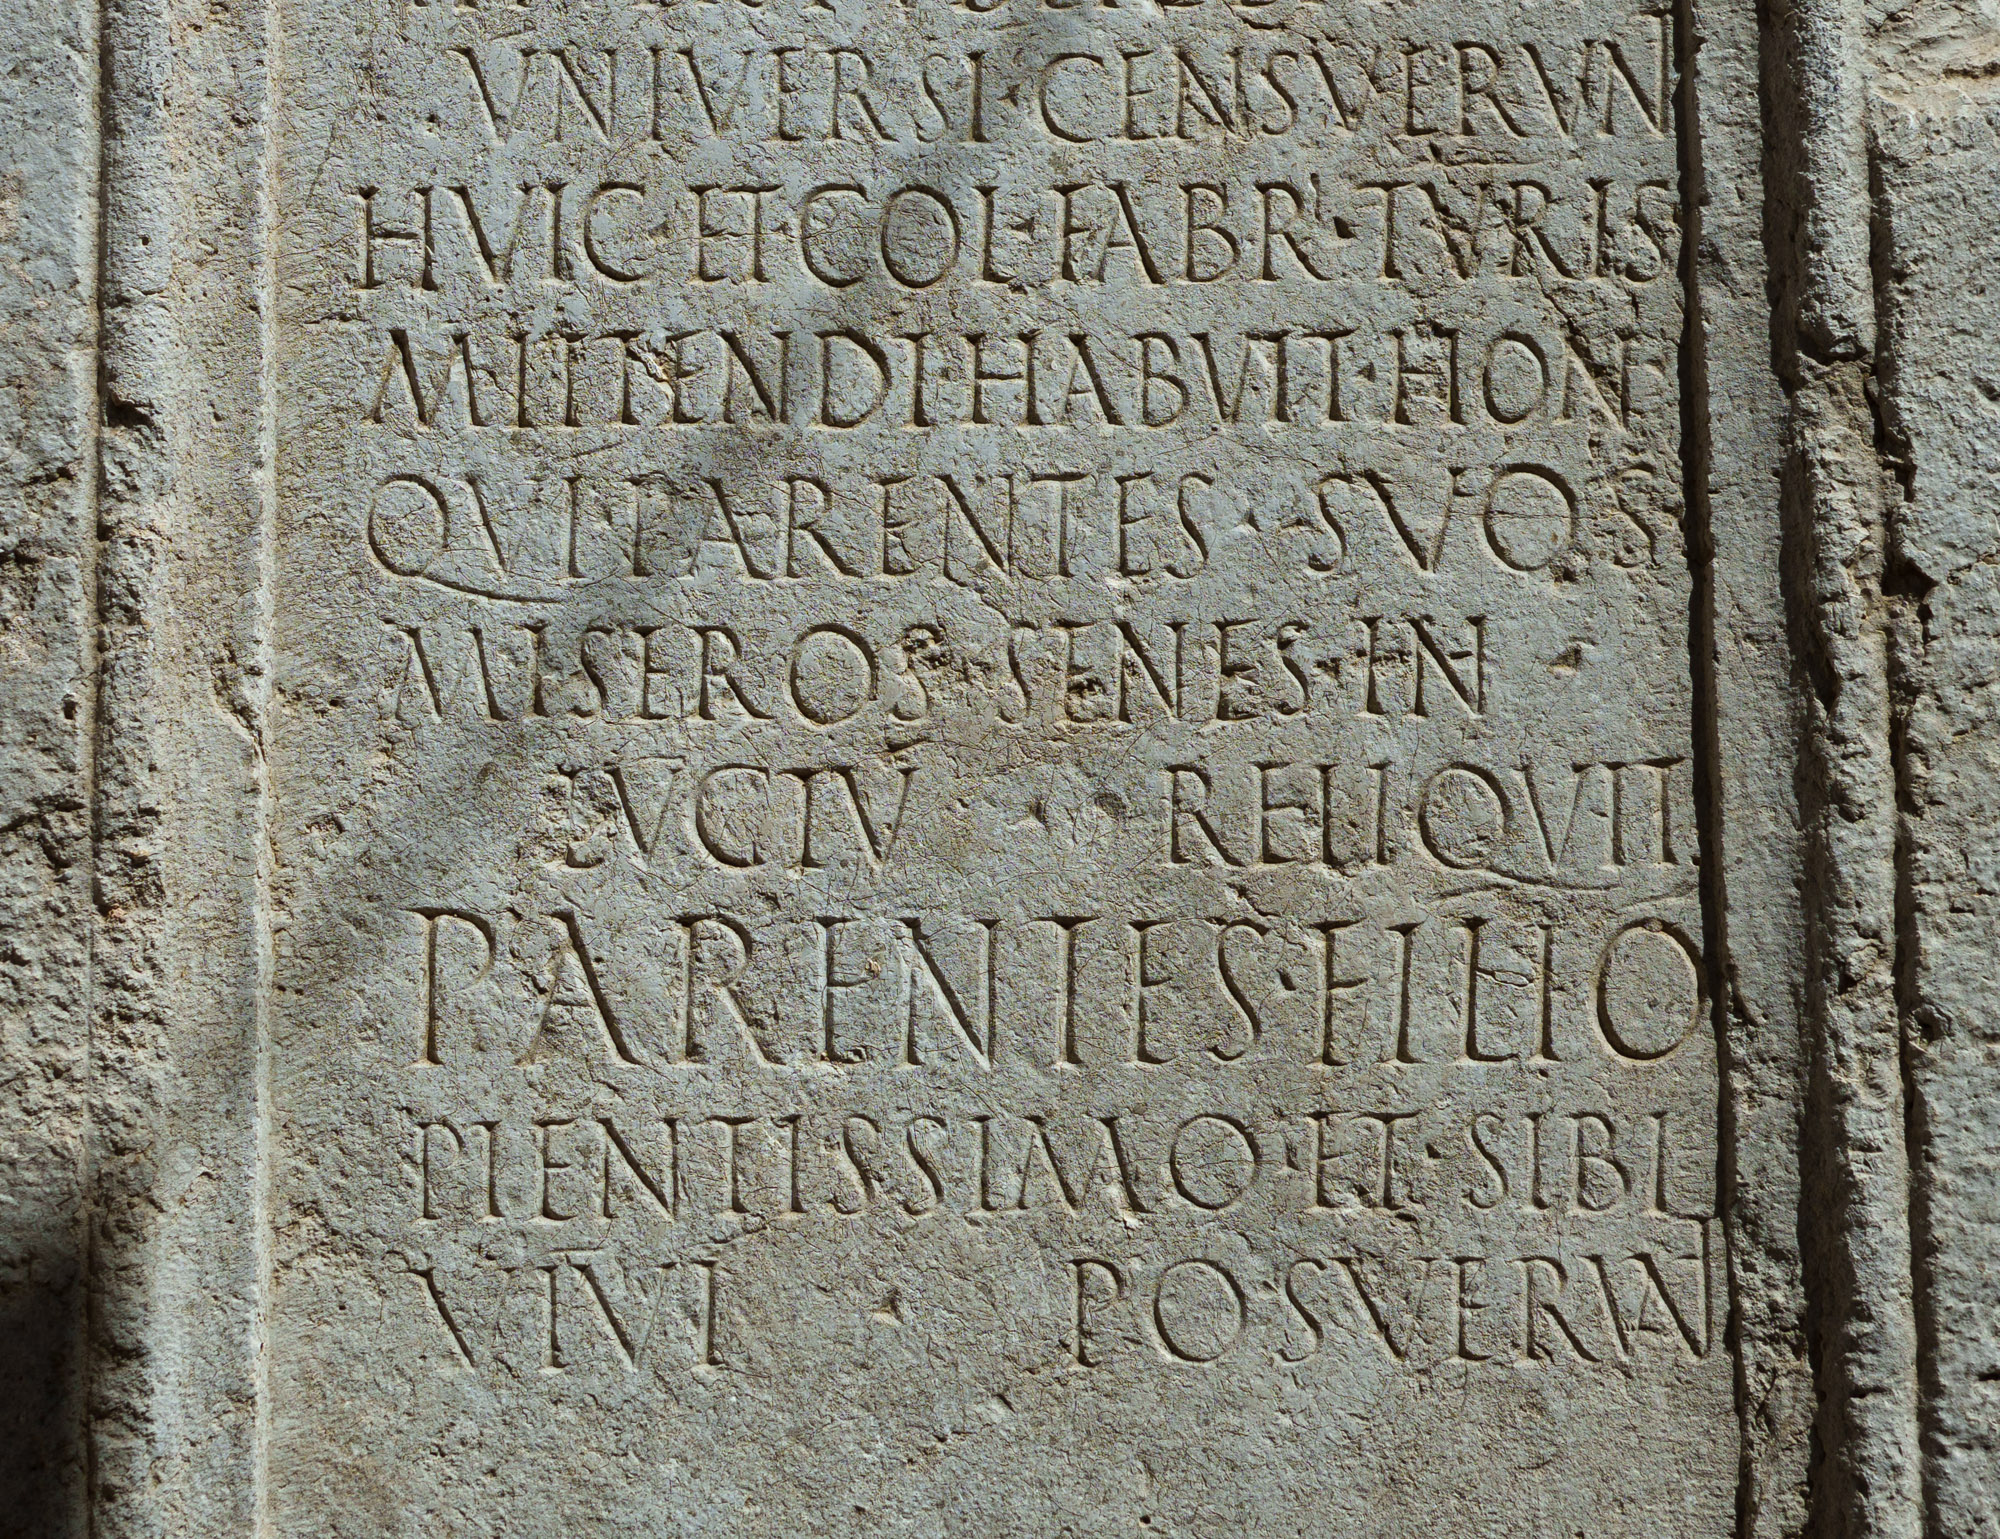 VNIVERSI · CENSVERVN
HVIC · ET COL · FABR · TVRIS
MITTENDI · HABVIT · HON
QVI PARENTES · SVOS
MISEROS · SENES · IN ·
LVCTV · RELIQVIT
PARENTES · FILIO
PIENTISSIMO · ET · SIBI
VIVI · POSVERVN